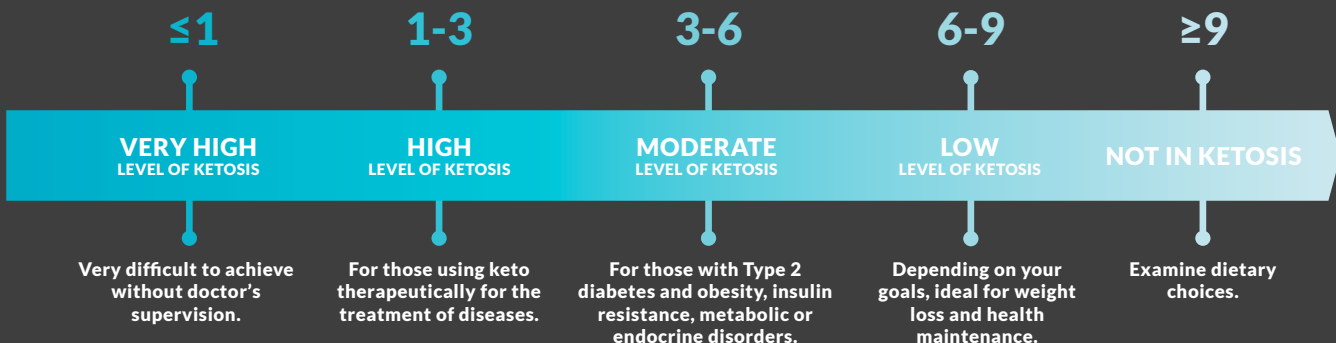 ≤1
1-3
3-6
6-9
≥9
VERY HIGH
LEVEL OF KETOSIS
HIGH
LEVEL OF KETOSIS
MODERATE
LEVEL OF KETOSIS
LOW
LEVEL OF KETOSIS
NOT IN KETOSIS
Very difficult to achieve
without doctor's
supervision.
For those using keto
therapeutically for the
treatment of diseases.
For those with Type 2
diabetes and obesity, insulin
resistance, metabolic or
endocrine disorders.
Depending on your
goals, ideal for weight
loss and health
maintenance.
Examine dietary
choices.